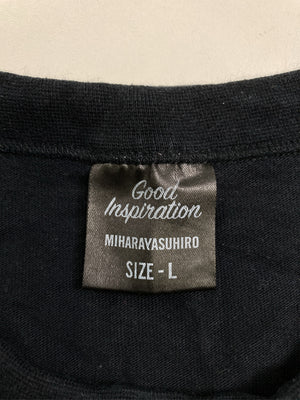 Good
Inspiration
MIHARAYASUHIRO
SIZE - L